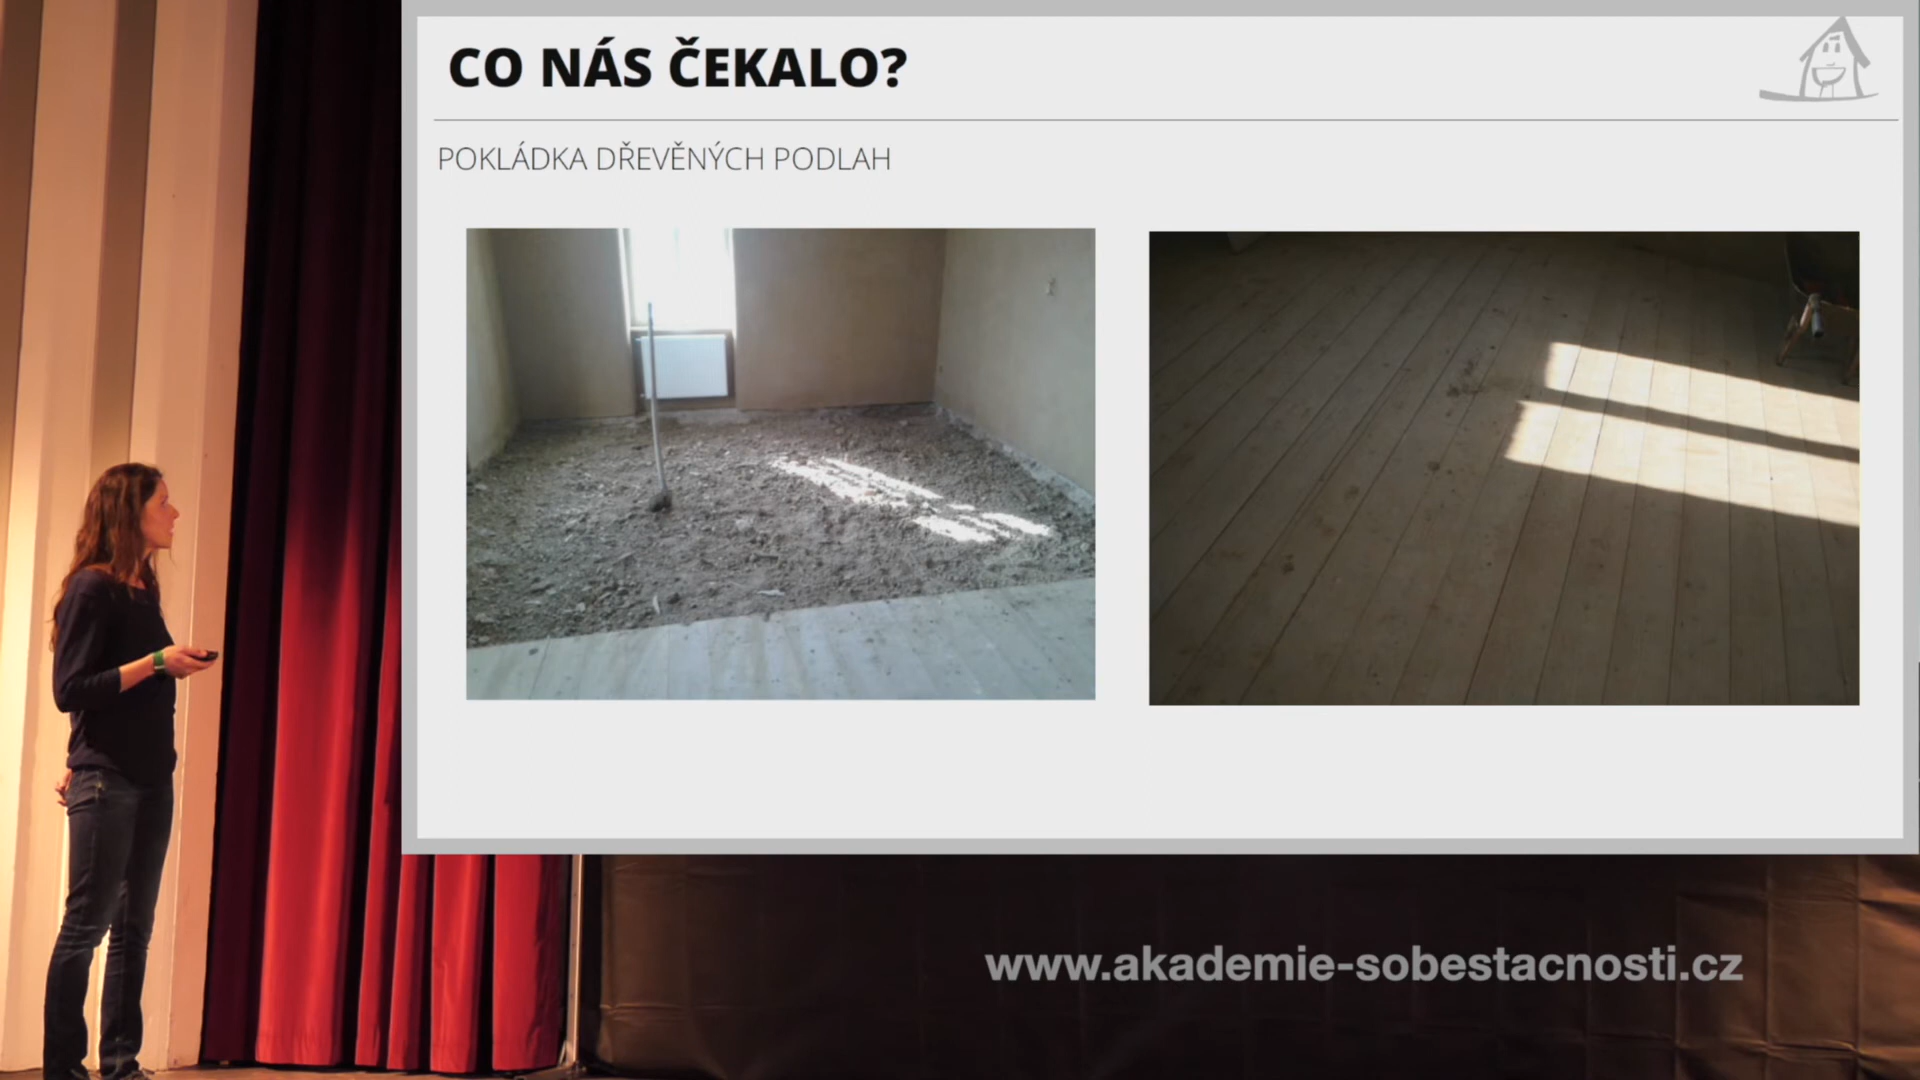 CO NÁS ČEKALO?
POKLÁDKA DŘEVĚNÝCH PODLAH
www.akademie-sobestacnosti.cz